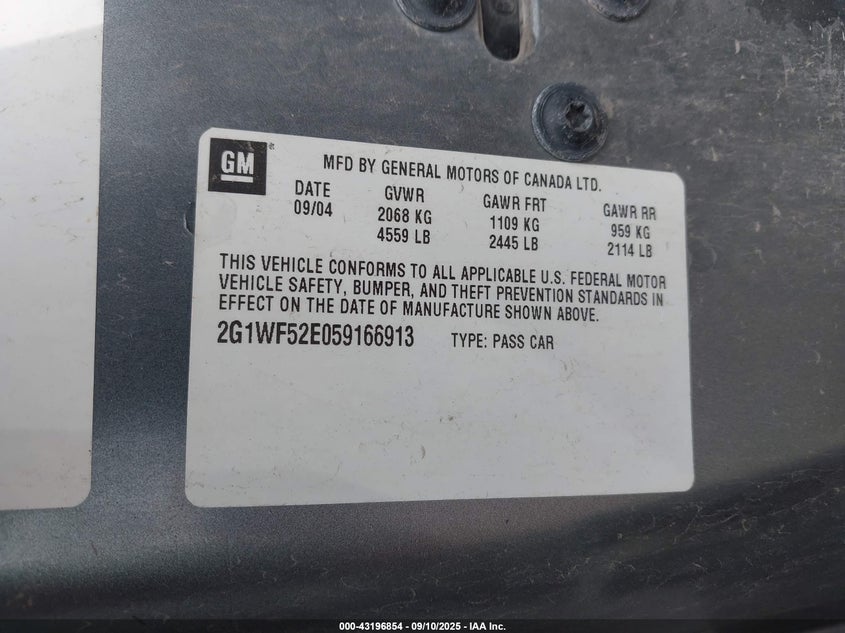 GM
MFD BY GENERAL MOTORS OF CANADA LTD.
DATE GVWR GAWR FRT GAWR RR
09/04 2068 KG 1109 KG 959 KG
4559 LB 2445 LB 2114 LB
THIS VEHICLE CONFORMS TO ALL APPLICABLE U.S. FEDERAL MOTOR
VEHICLE SAFETY, BUMPER, AND THEFT PREVENTION STANDARDS IN
EFFECT ON THE DATE OF MANUFACTURE SHOWN ABOVE.
2G1WF52E059166913 TYPE: PASS CAR
000-43196854 - 09/10/2025 - IAA Inc.